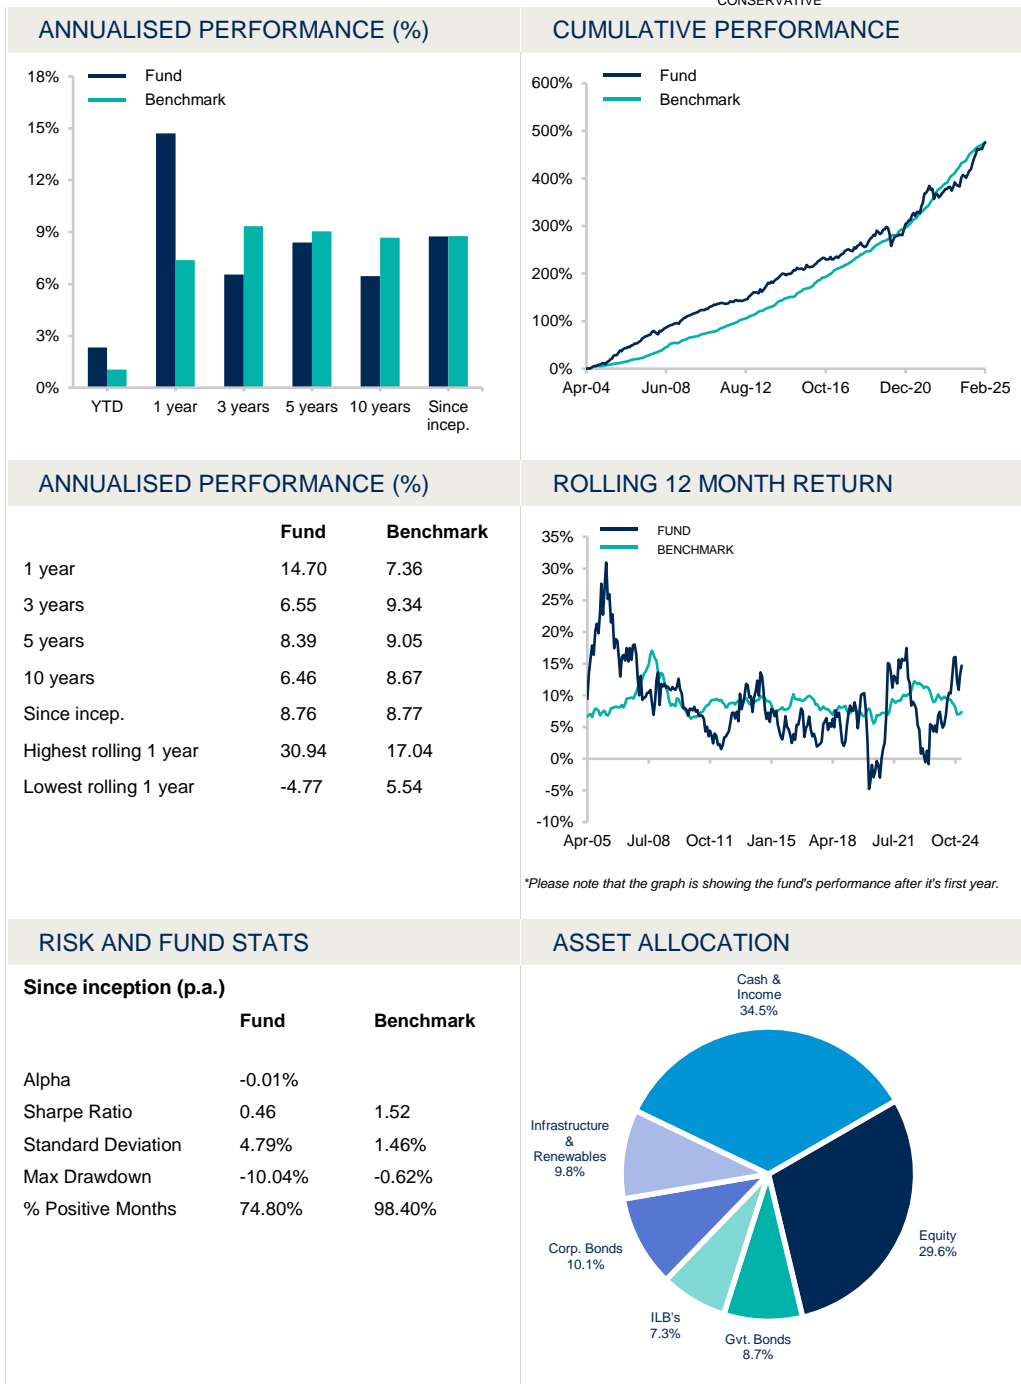 CONSERVATIVE
ANNUALISED PERFORMANCE (%)
Fund
Benchmark
18%
15%
12%
9%
6%
3%
0%
YTD 1 year 3 years 5 years 10 years Since
incep.
CUMULATIVE PERFORMANCE
Fund
Benchmark
600%
500%
400%
300%
200%
100%
0%
Apr-04 Jun-08 Aug-12 Oct-16 Dec-20 Feb-25
ANNUALISED PERFORMANCE (%)
Fund Benchmark
1 year 14.70 7.36
3 years 6.55 9.34
5 years 8.39 9.05
10 years 6.46 8.67
Since incep. 8.76 8.77
Highest rolling 1 year 30.94 17.04
Lowest rolling 1 year -4.77 5.54
ROLLING 12 MONTH RETURN
FUND
BENCHMARK
35%
30%
25%
20%
15%
10%
5%
0%
-5%
-10%
Apr-05 Jul-08 Oct-11 Jan-15 Apr-18 Jul-21 Oct-24
*Please note that the graph is showing the fund's performance after it's first year.
RISK AND FUND STATS
Since inception (p.a.)
Fund Benchmark
Alpha -0.01%
Sharpe Ratio 0.46 1.52
Standard Deviation 4.79% 1.46%
Max Drawdown -10.04% -0.62%
% Positive Months 74.80% 98.40%
ASSET ALLOCATION
Cash &
Income
34.5%
Infrastructure
&
Renewables
9.8%
Equity
29.6%
Corp. Bonds
10.1%
ILB's
7.3%
Gvt. Bonds
8.7%